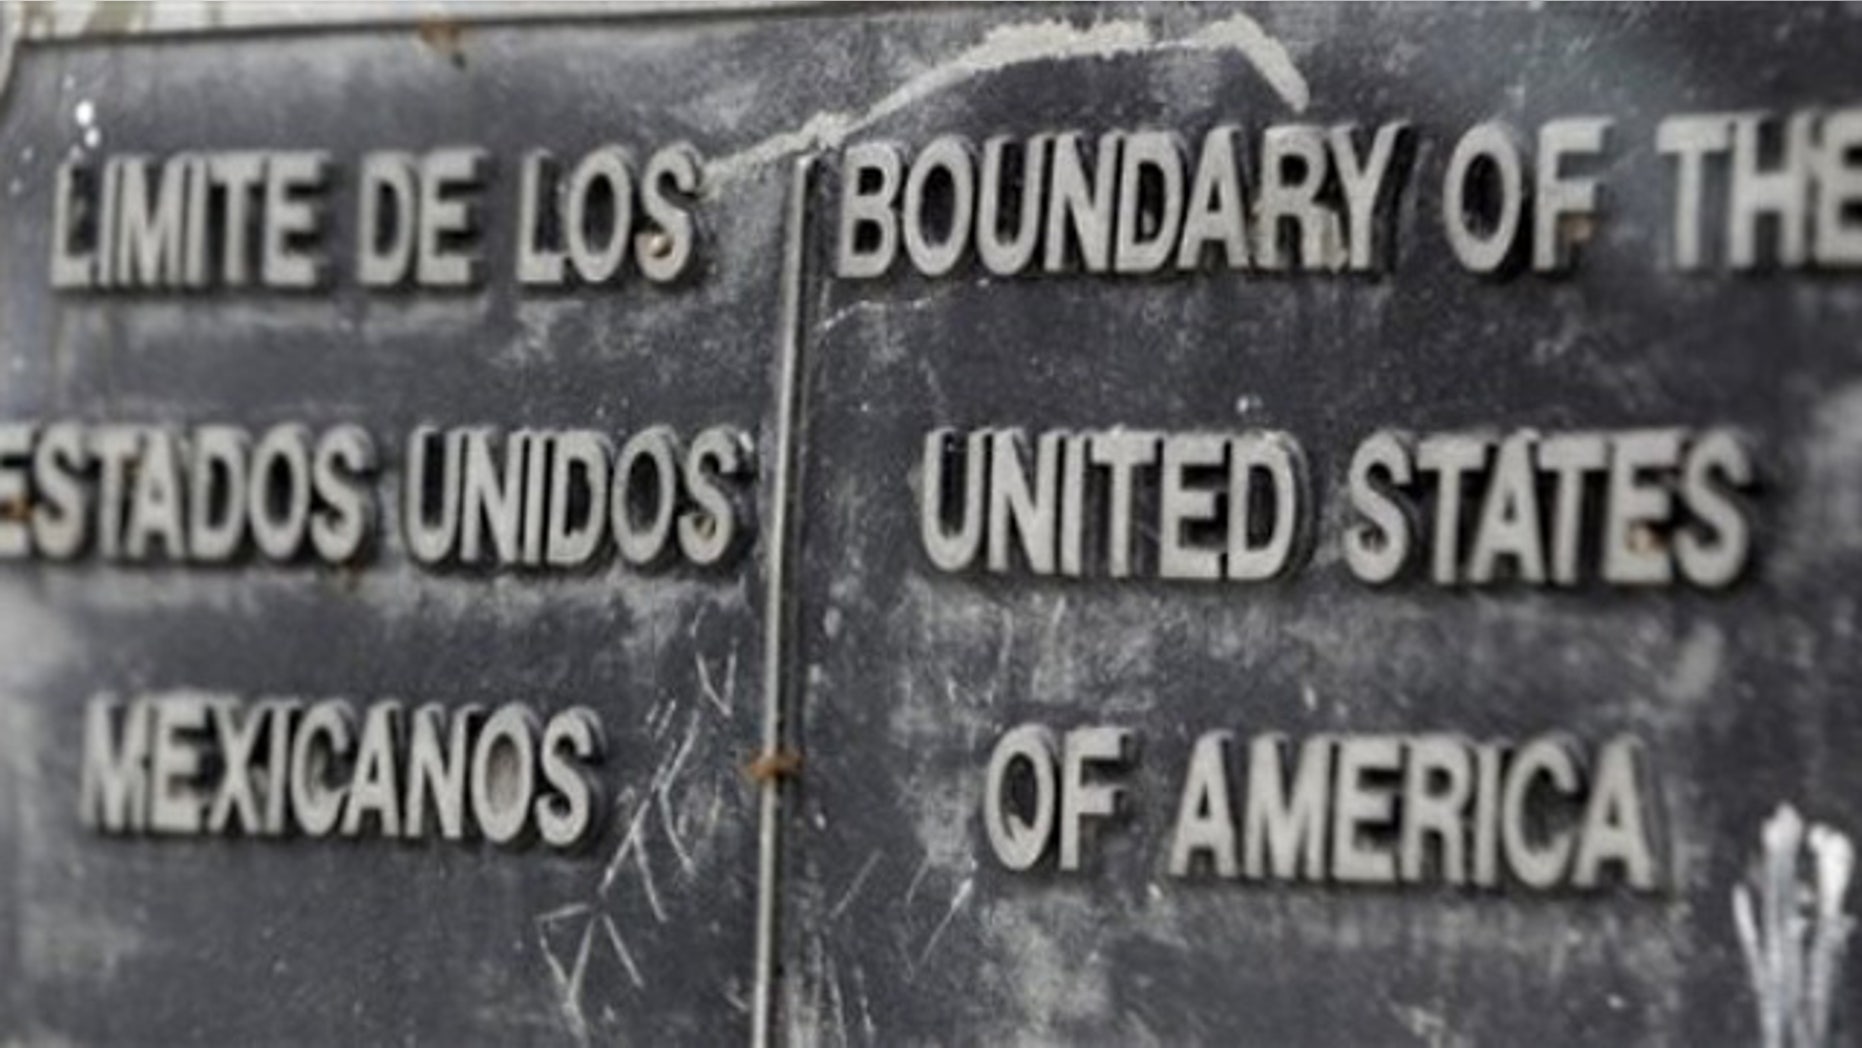 LIMITE DE LOS
ESTADOS UNIDOS
MEXICANOS
BOUNDARY OF THE
UNITED STATES
OF AMERICA